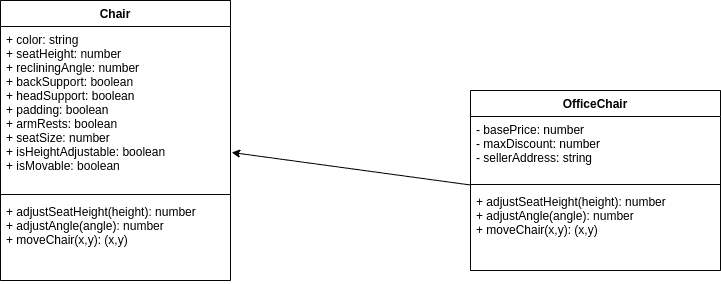 Chair
+ color: string
+ seatHeight: number
+ recliningAngle: number
+ backSupport: boolean
+ headSupport: boolean
+ padding: boolean
+ armRests: boolean
+ seatSize: number
+ isHeightAdjustable: boolean
+ isMovable: boolean
+ adjustSeatHeight(height): number
+ adjustAngle(angle): number
+ moveChair(x,y): (x,y)
OfficeChair
- basePrice: number
- maxDiscount: number
- sellerAddress: string
+ adjustSeatHeight(height): number
+ adjustAngle(angle): number
+ moveChair(x,y): (x,y)